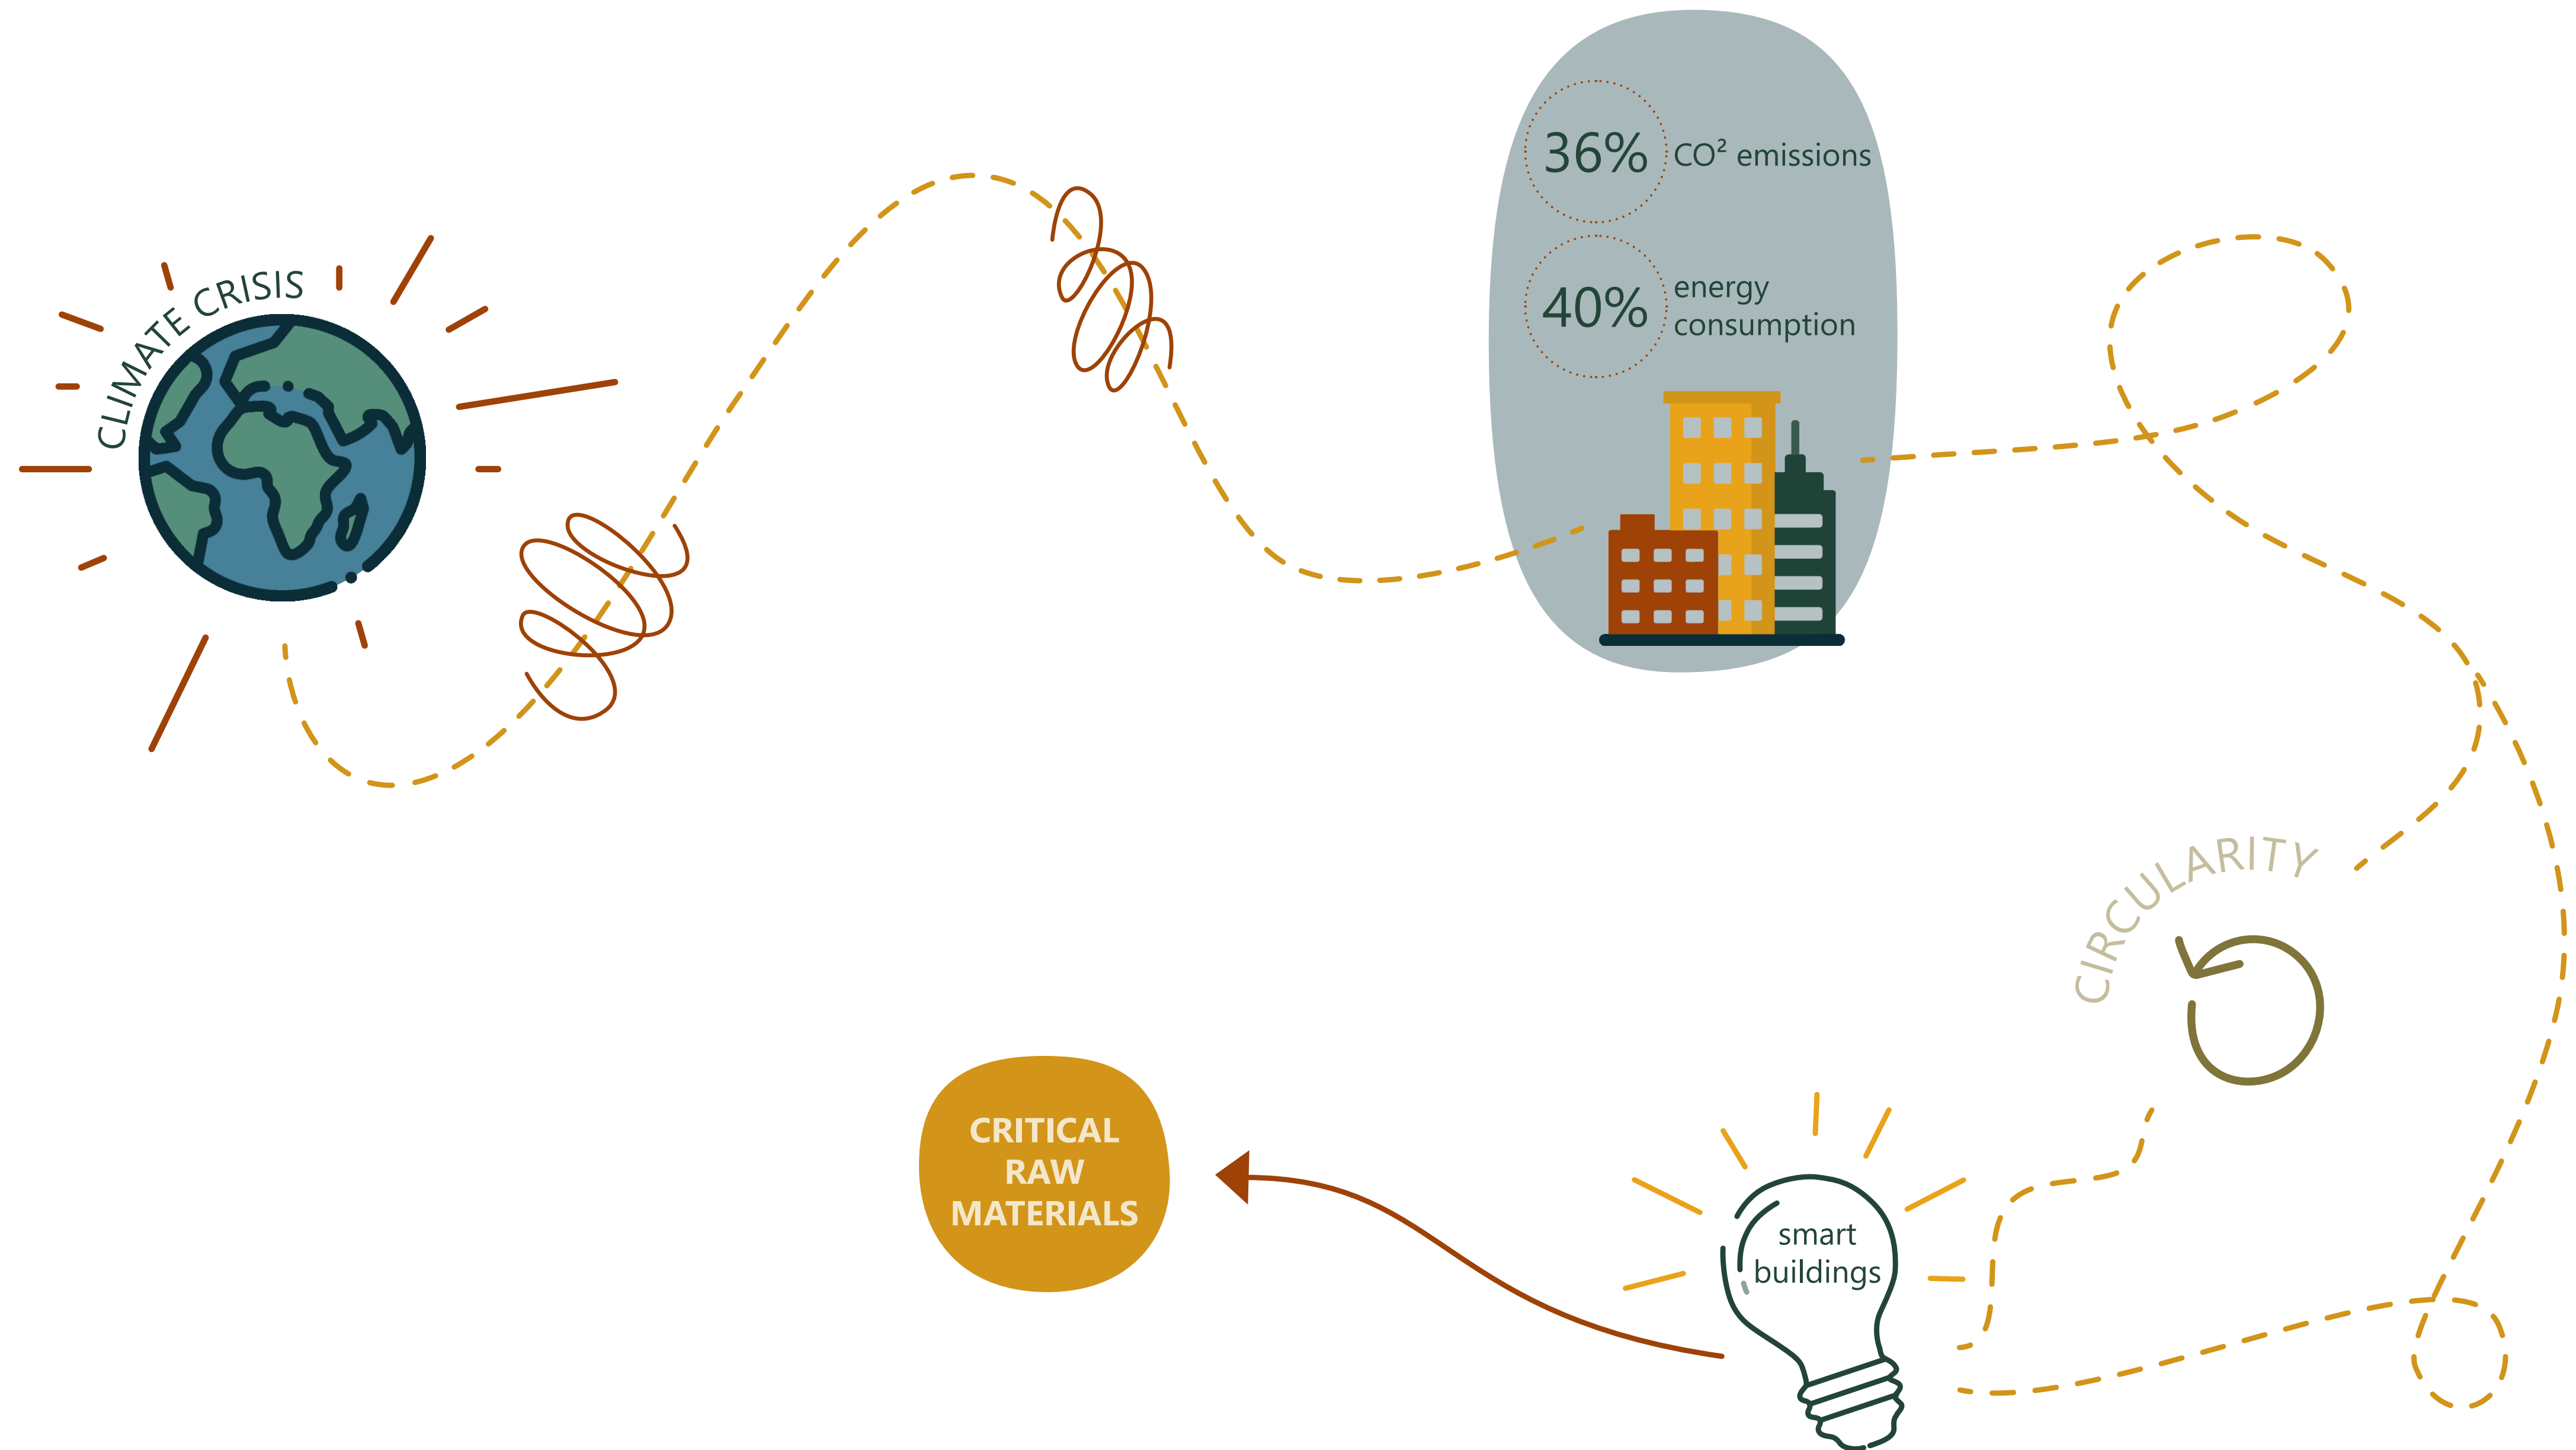 CLIMATE CRISIS
36%
CO² emissions
40%
energy
consumption
CIRCULARITY
CRITICAL
RAW
MATERIALS
smart
buildings